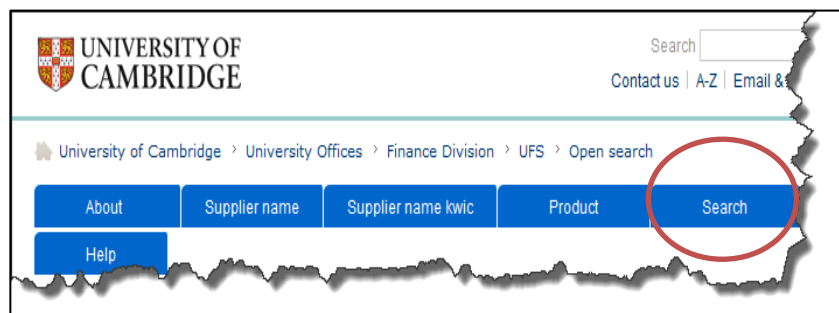 UNIVERSITY OF
CAMBRIDGE
Search
Contact us | A-Z | Email &
University of Cambridge > University Offices > Finance Division > UFS > Open search
About Supplier name Supplier name kwic Product Search
Help